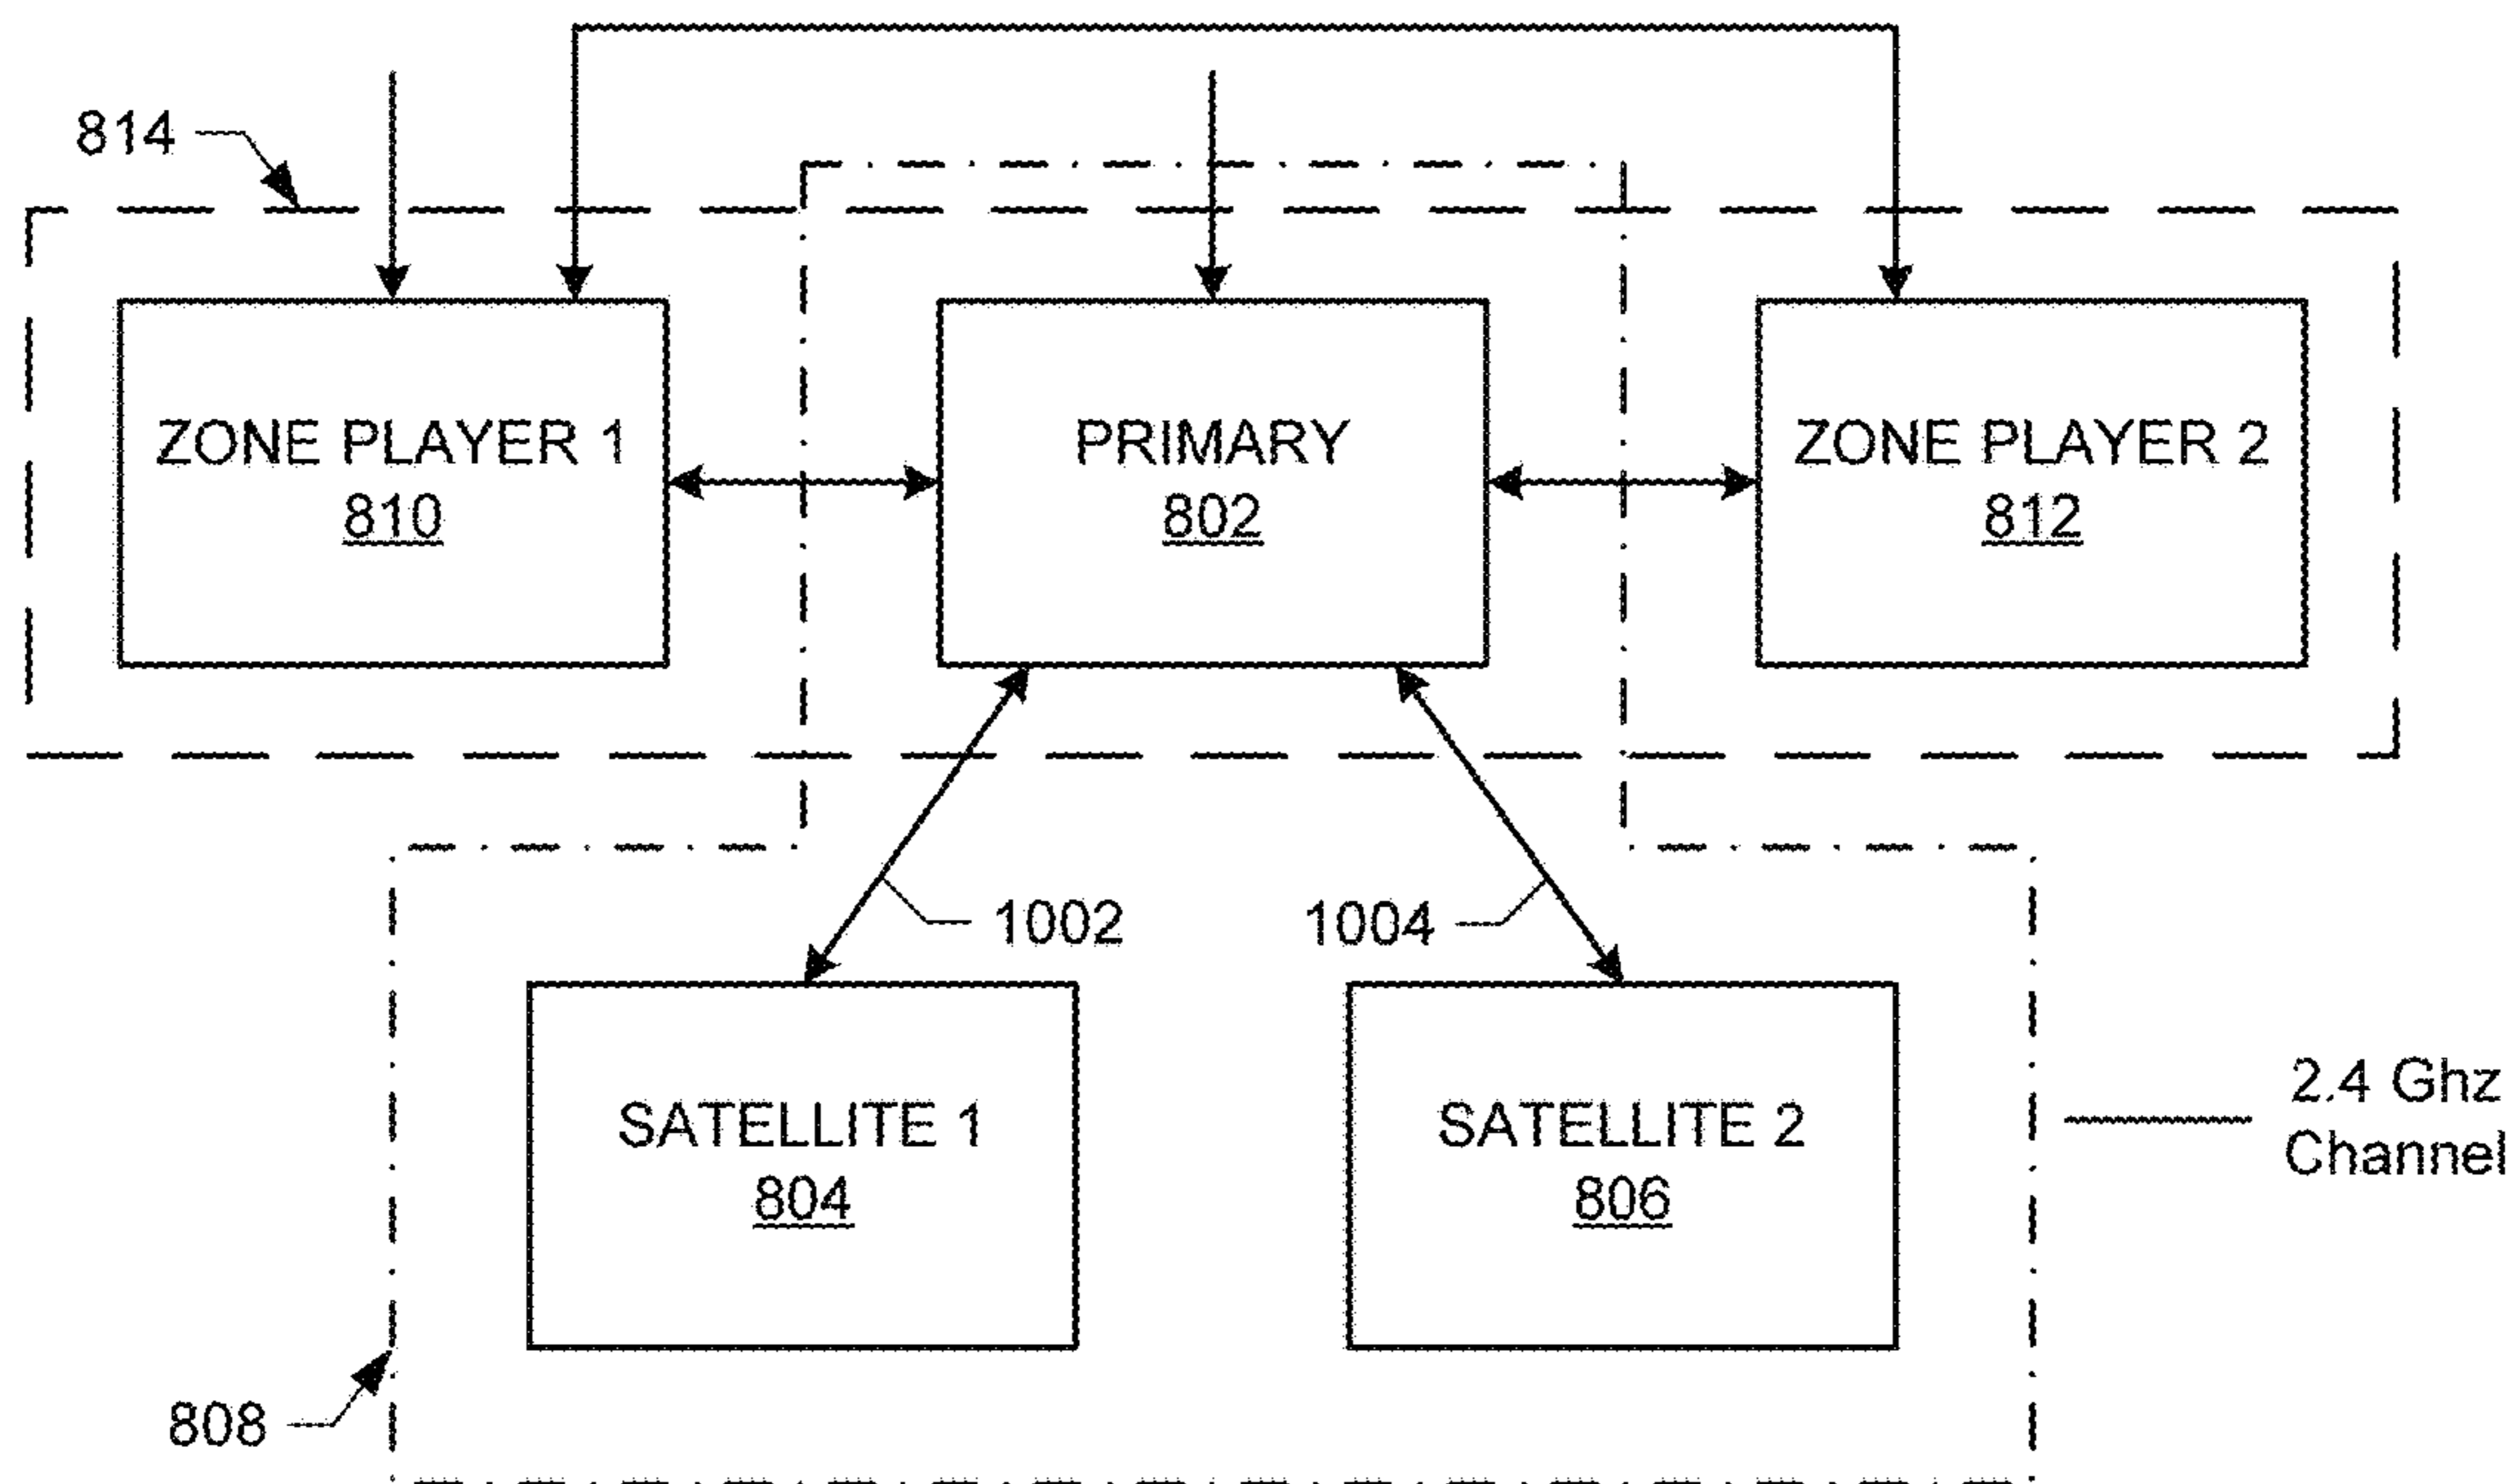 814
ZONE PLAYER 1
810
PRIMARY
802
ZONE PLAYER 2
812
1002
1004
SATELLITE 1
804
SATELLITE 2
806
2.4 Ghz
Channel
808